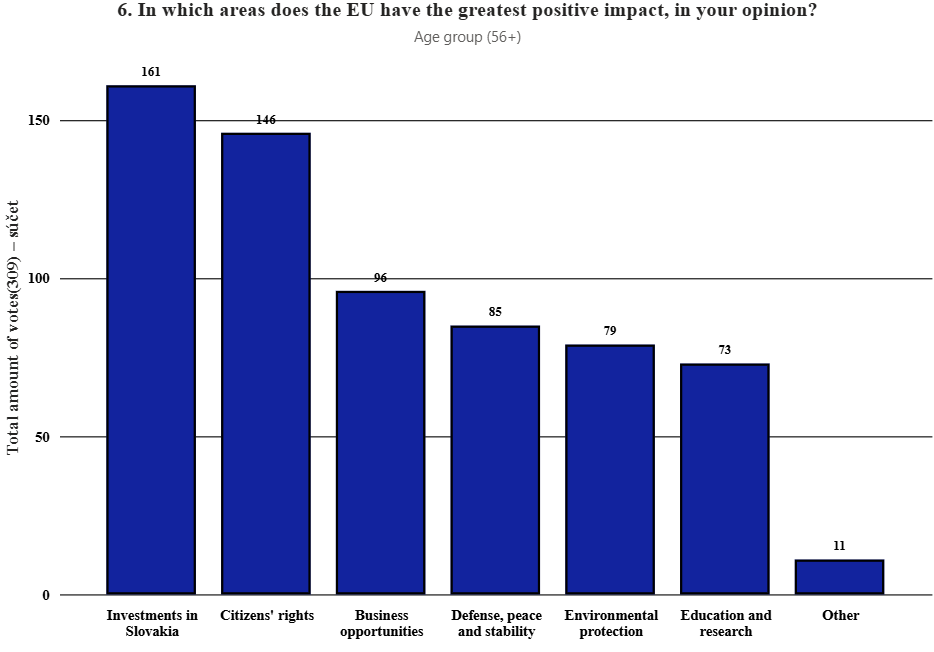 6. In which areas does the EU have the greatest positive impact, in your opinion?
Age group (56+)
Total amount of votes(309) – súčet
150
100
50
0
161
146
96
85
79
73
11
Investments in
Slovakia
Citizens' rights
Business
opportunities
Defense, peace
and stability
Environmental
protection
Education and
research
Other